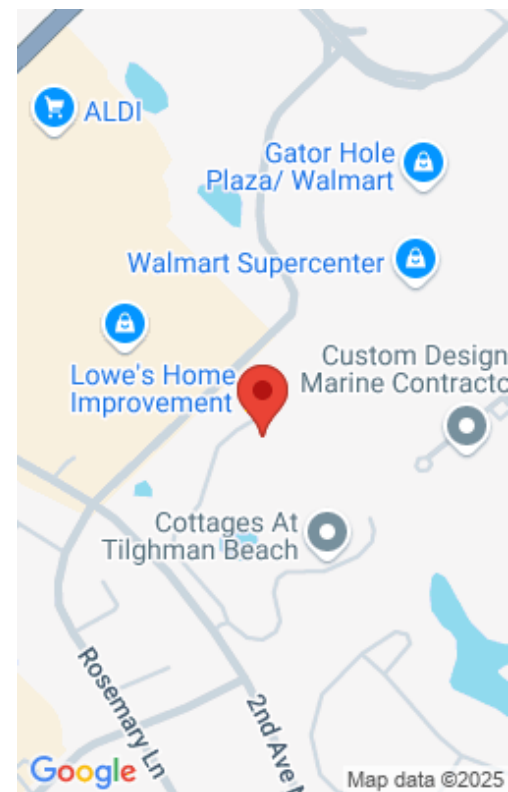 ALDI
Gator Hole
Plaza/ Walmart
Walmart Supercenter
Custom Design
Marine Contracto
Lowe's Home
Improvement
Cottages At
Tilghman Beach
Rosemary Ln
2nd Ave N
Google
Map data ©2025